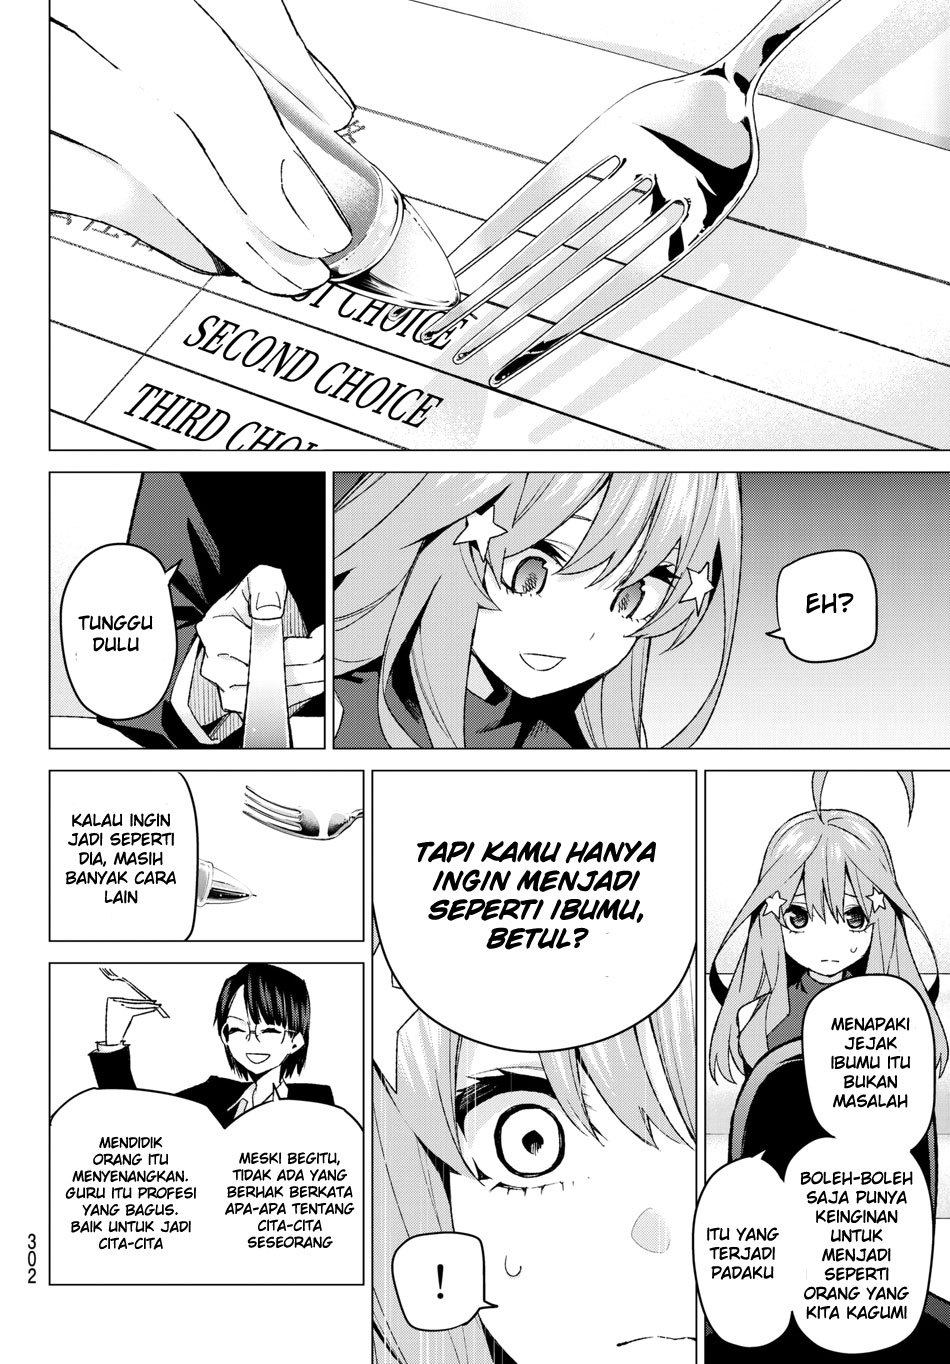 CHOICE
SECOND CHOICE
THIRD CHOI
EH?
TUNGGU
DULU
MENAPAKI
JEJAK
IBUMU ITU
BUKAN
MASALAH
BOLEH-BOLEH
SAJA PUNYA
KEINGINAN
UNTUK
MENJADI
SEPERTI
ORANG YANG
KITA KAGUMI
ITU YANG
TERJADI
PADAKU
TAPI KAMU HANYA
INGIN MENJADI
SEPERTI IBUMU,
BETUL?
!
KALAU INGIN
JADI SEPERTI
DIA, MASIH
BANYAK CARA
LAIN
MESKI BEGITU,
TIDAK ADA YANG
BERHAK BERKATA
APA-APA TENTANG
CITA-CITA
SESEORANG
MENDIDIK
ORANG ITU
MENYENANGKAN.
GURU ITU PROFESI
YANG BAGUS.
BAIK UNTUK JADI
CITA-CITA
302